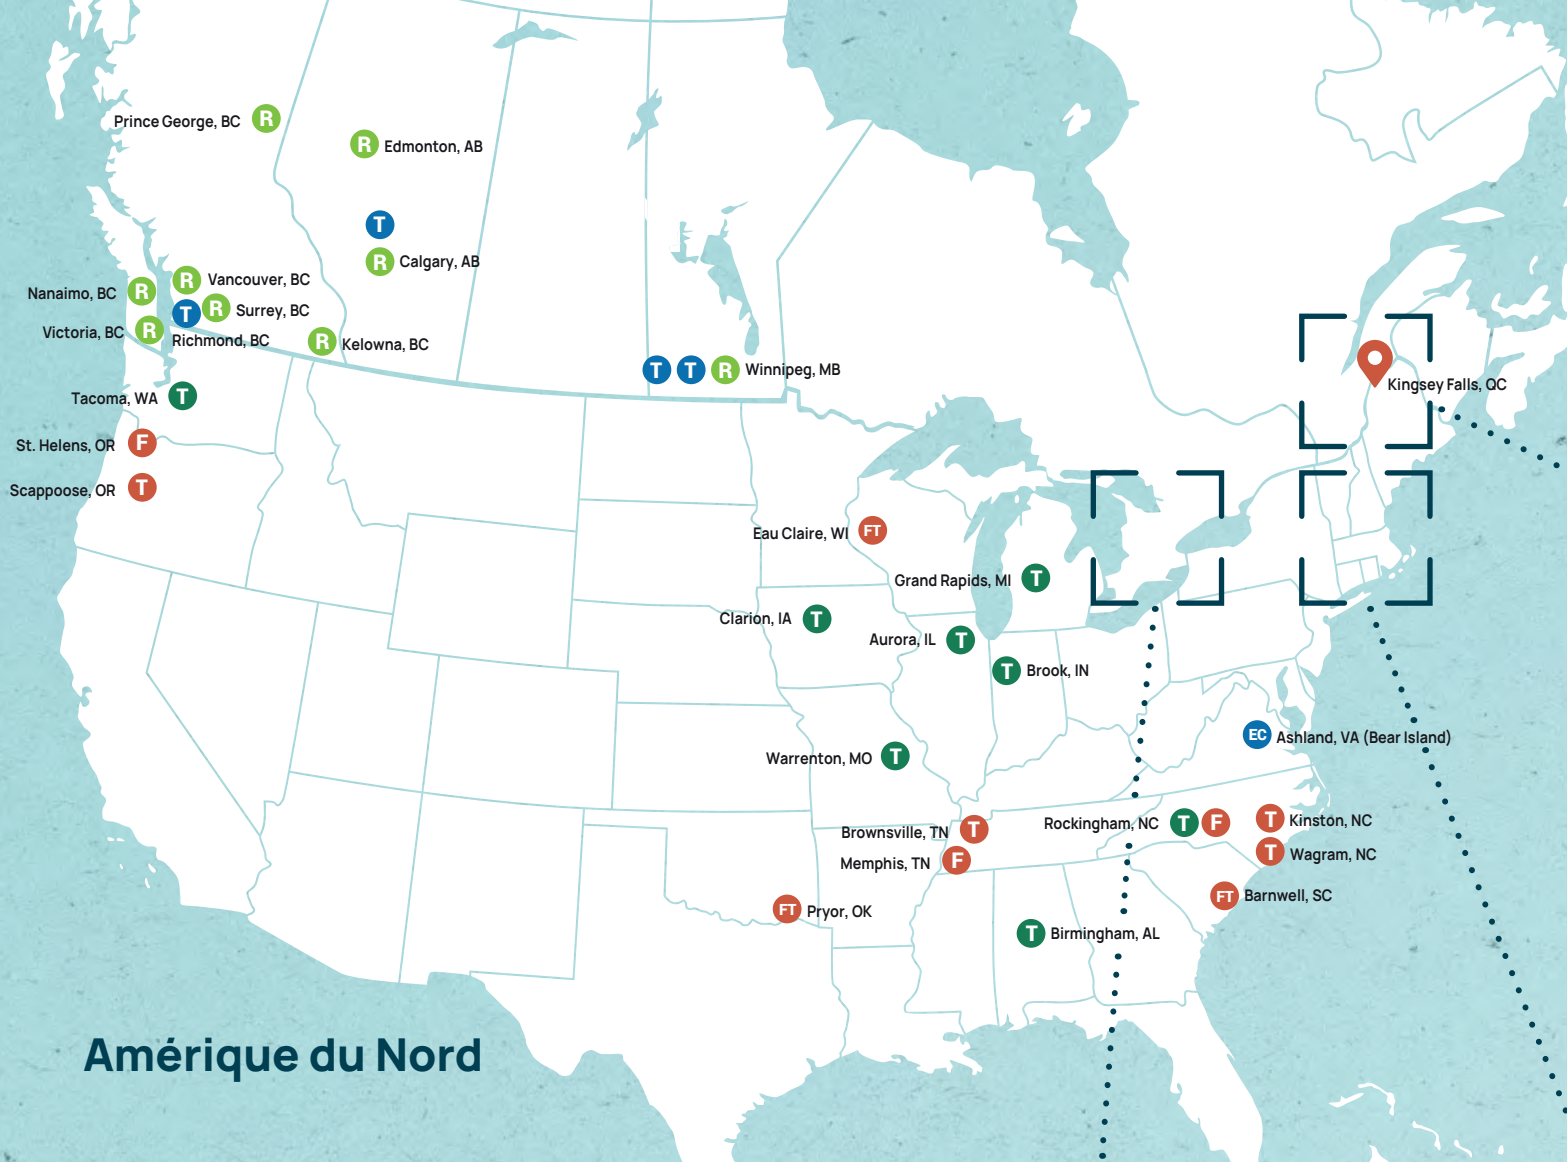 Prince George, BC R
R Edmonton, AB
T
R Calgary, AB
R Vancouver, BC
Nanaimo, BC R
T R Surrey, BC
Victoria, BC R
Richmond, BC
R Kelowna, BC
T T R Winnipeg, MB
Kingsey Falls, QC
Tacoma, WA T
St. Helens, OR F
Scappoose, OR T
Eau Claire, WI FT
Grand Rapids, MI T
Clarion, IA T
Aurora, IL T
T Brook, IN
EC Ashland, VA (Bear Island)
Warrenton, MO T
Brownsville, TN T
Rockingham, NC T F
T Kinston, NC
Memphis, TN F
T Wagram, NC
FT Barnwell, SC
FT Pryor, OK
T Birmingham, AL
Amérique du Nord